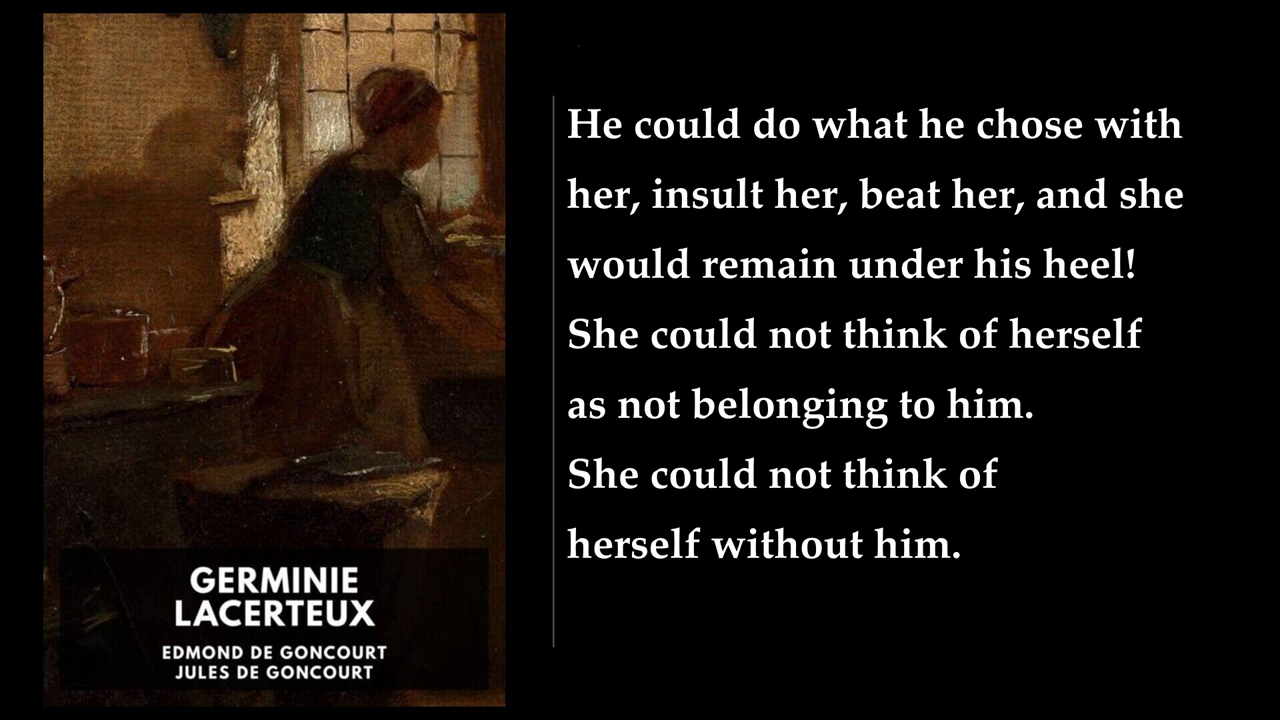 GERMINIE
LACERTEUX
EDMOND DE GONCOURT
JULES DE GONCOURT
He could do what he chose with
her, insult her, beat her, and she
would remain under his heel!
She could not think of herself
as not belonging to him.
She could not think of
herself without him.